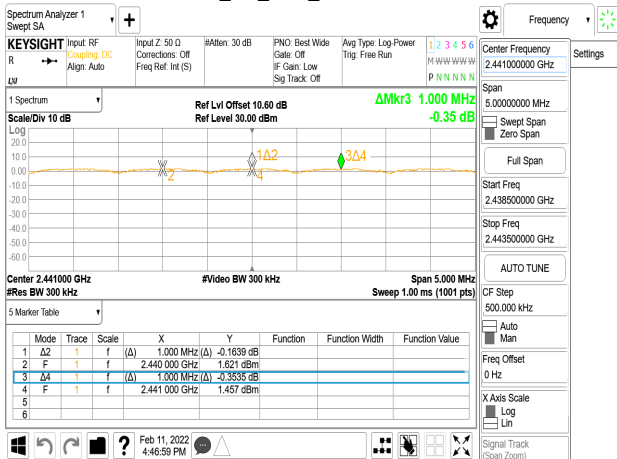 Spectrum Analyzer 1
Swept SA
+
Frequency
KEYSIGHT Input: RF Input Z: 50 Ω #Atten: 30 dB PNO: Best Wide Avg Type: Log-Power 1 2 3 4 5 6
R Coupling: DC Corrections: Off Gate: Off Trig: Free Run M W W W W W
Align: Auto Freq Ref: Int (S) IF Gain: Low
Sig Track: Off P N N N N N
LXI
1 Spectrum
Ref Lvl Offset 10.60 dB ΔMkr3 1.000 MHz
Scale/Div 10 dB Ref Level 30.00 dBm -0.35 dB
Log
20.0
10.0 1Δ2 3Δ4
0.00 2 4
-10.0
-20.0
-30.0
-40.0
-50.0
-60.0
Center 2.441000 GHz #Video BW 300 kHz Span 5.000 MHz
#Res BW 300 kHz Sweep 1.00 ms (1001 pts)
5 Marker Table
Mode Trace Scale X Y Function Function Width Function Value
1 Δ2 1 f (Δ) 1.000 MHz (Δ) -0.1639 dB
2 F 1 f 2.440 000 GHz 1.621 dBm
3 Δ4 1 f (Δ) 1.000 MHz (Δ) -0.3535 dB
4 F 1 f 2.441 000 GHz 1.457 dBm
5
6
? Feb 11, 2022
4:46:59 PM
Center Frequency
2.441000000 GHz
Settings
Span
5.00000000 MHz
Swept Span
Zero Span
Full Span
Start Freq
2.438500000 GHz
Stop Freq
2.443500000 GHz
AUTO TUNE
CF Step
500.000 kHz
Auto
Man
Freq Offset
0 Hz
X Axis Scale
Log
Lin
Signal Track
(Span Zoom)